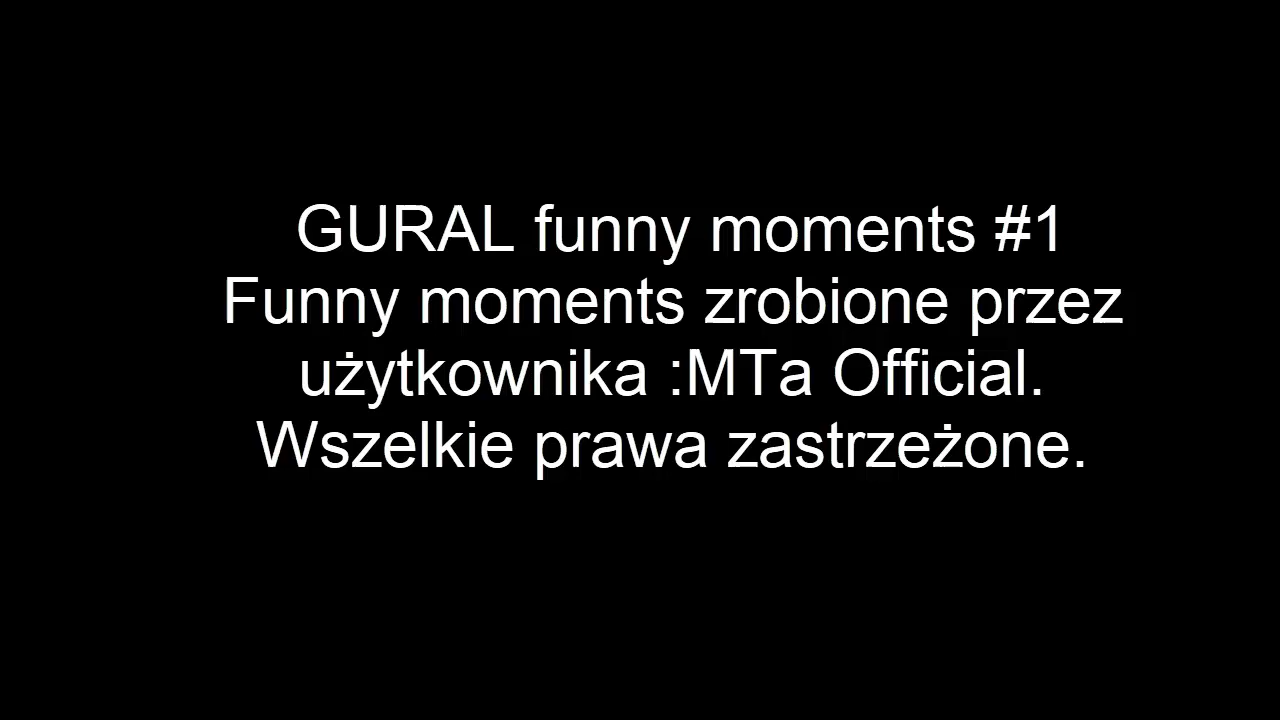 GURAL funny moments #1
Funny moments zrobione przez
użytkownika :MTa Official.
Wszelkie prawa zastrzeżone.